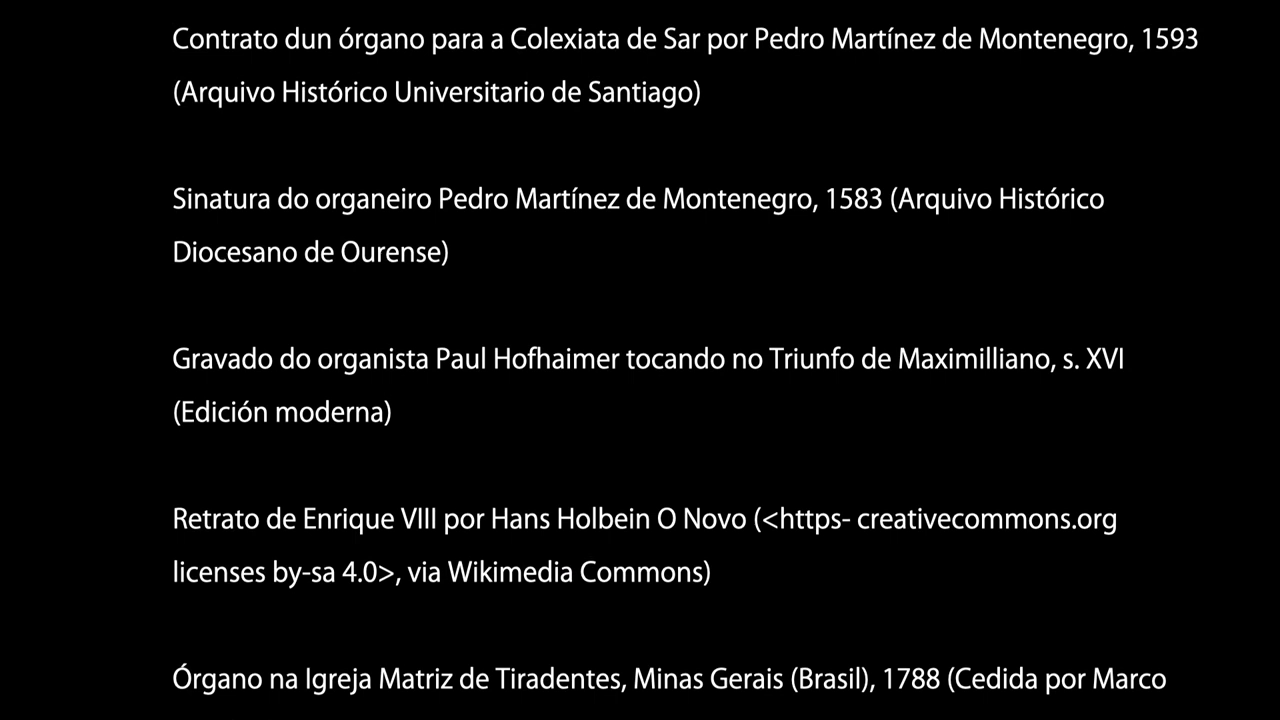 Contrato dun órgano para a Colexiata de Sar por Pedro Martínez de Montenegro, 1593
(Arquivo Histórico Universitario de Santiago)
Sinatura do organeiro Pedro Martínez de Montenegro, 1583 (Arquivo Histórico
Diocesano de Ourense)
Gravado do organista Paul Hofhaimer tocando no Triunfo de Maximilliano, s. XVI
(Edición moderna)
Retrato de Enrique VIII por Hans Holbein O Novo (<https- creativecommons.org
licenses by-sa 4.0>, via Wikimedia Commons)
Órgano na Igreja Matriz de Tiradentes, Minas Gerais (Brasil), 1788 (Cedida por Marco